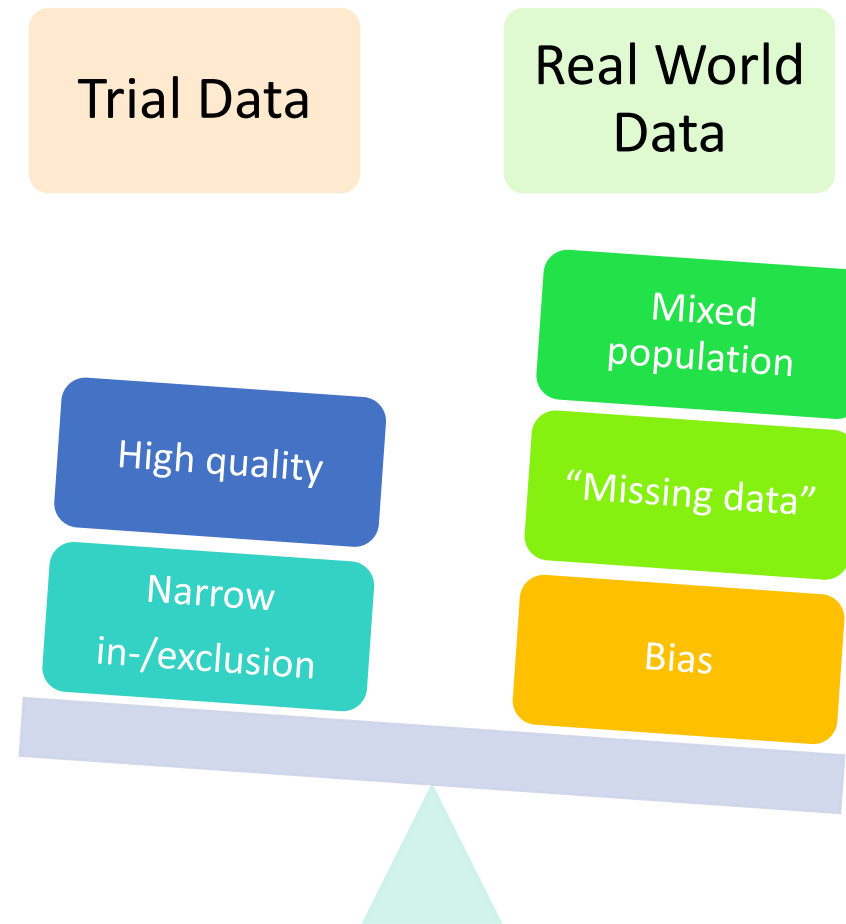 Trial Data
Real World
Data
High quality
Narrow
in-/exclusion
Mixed
population
“Missing data”
Bias